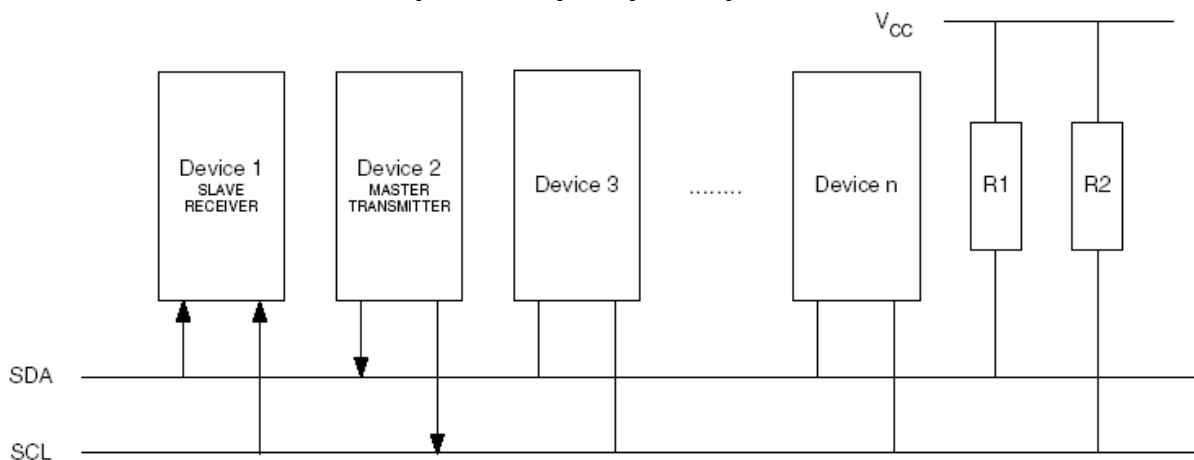 VCC
Device 1
SLAVE
RECEIVER
Device 2
MASTER
TRANSMITTER
Device 3
........
Device n
R1
R2
SDA
SCL